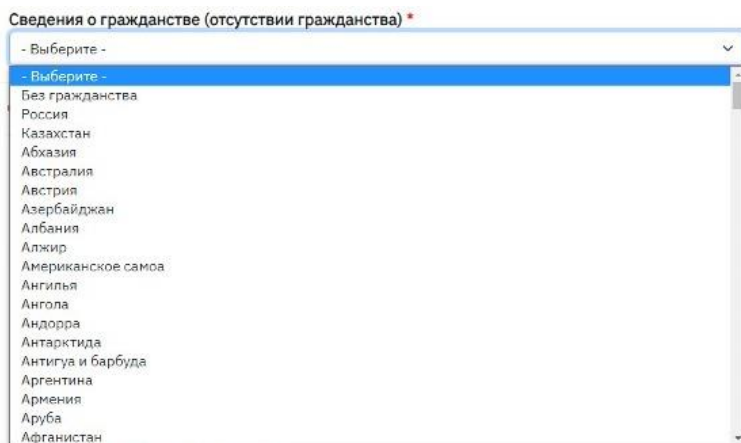 Сведения о гражданстве (отсутствии гражданства) *
- Выберите -
- Выберите -
Без гражданства
Россия
Казахстан
Абхазия
Австралия
Австрия
Азербайджан
Албания
Алжир
Американское самоа
Ангилья
Ангола
Андорра
Антарктида
Антигуа и барбуда
Аргентина
Армения
Аруба
Афганистан